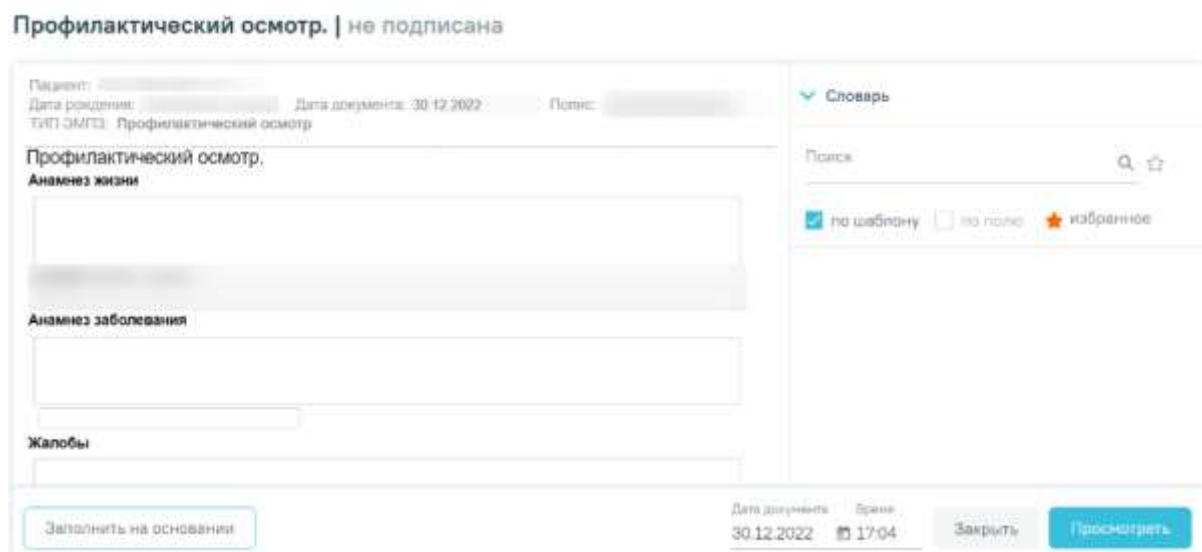 Профилактический осмотр. | не подписана
Пациент:
Дата рождения: Дата документа: 30.12.2022 Полис:
ТИП ЭМПЗ: Профилактический осмотр
Профилактический осмотр.
Анамнез жизни
Анамнез заболевания
Жалобы
Словарь
Поиск
по шаблону по полю избранное
Заполнить на основании
Дата документа Время
30.12.2022 17:04
Закрыть
Просмотреть